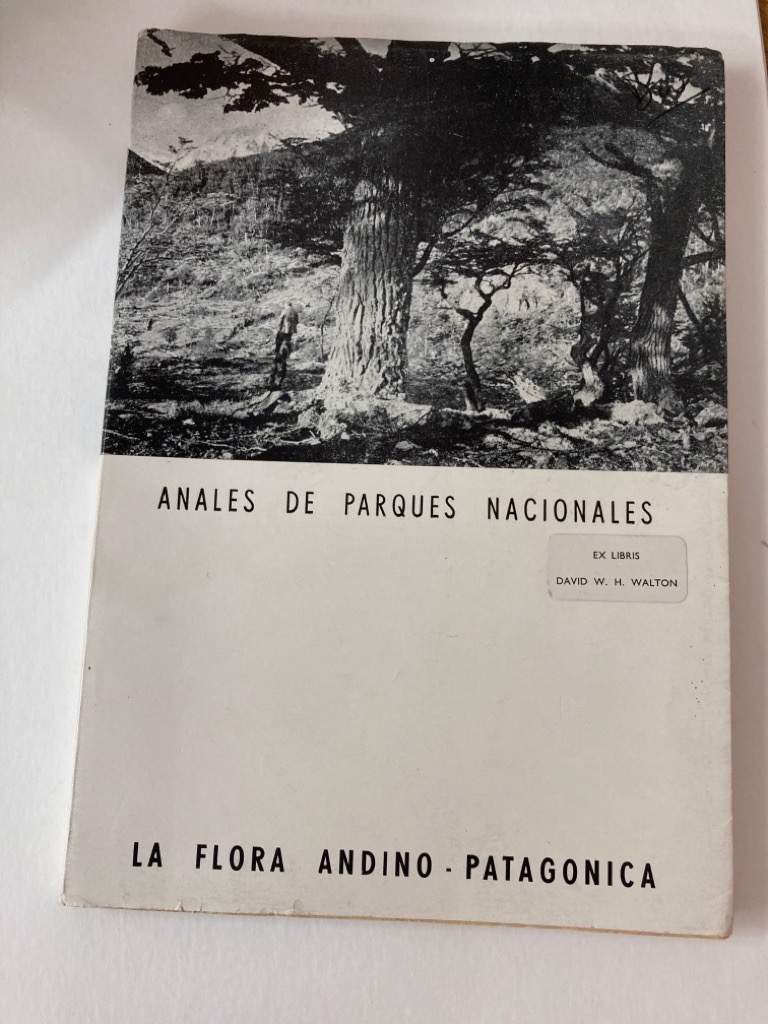 ANALES DE PARQUES NACIONALES
EX LIBRIS
DAVID W. H. WALTON
LA FLORA ANDINO - PATAGONICA